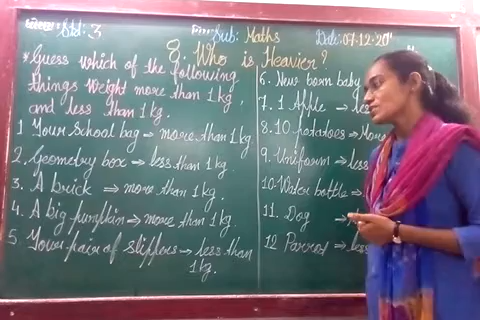 Std: 3
Sub: Maths
Date: 07-12-20
8. Who is Heavier?
* Guess which of the following
things weight more than 1 kg,
and less than 1 kg.
1 Your School bag ⇒ more than 1 kg.
2. Geometry box ⇒ less than 1 kg.
3. A brick ⇒ more than 1 kg.
4. A big pumpkin ⇒ more than 1 kg.
5 Your pair of slippers ⇒ less than
1 kg.
6. New born baby
7. 1 Apple → les
8. 10 Potatoes → More
9. Uniform ⇒ less
10. Water bottle ⇒
11. Dog →
12 Parrot → less